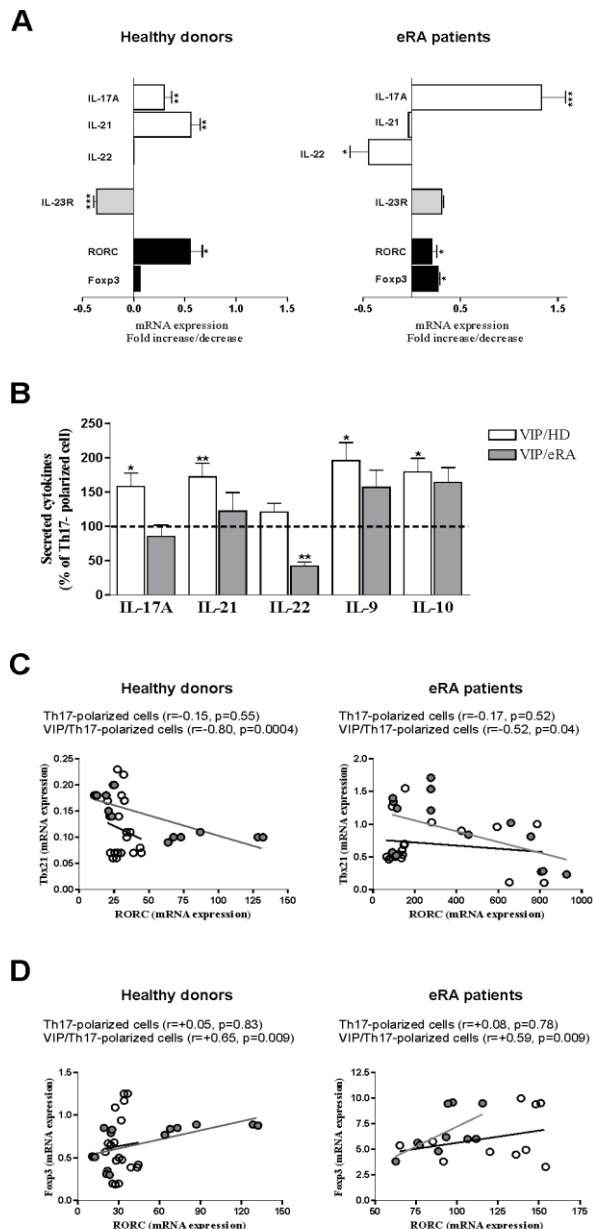 A
Healthy donors
eRA patients
IL-17A
**
IL-21
**
IL-22
IL-23R
***
RORC
*
Foxp3
-0.5 0.0 0.5 1.0 1.5
mRNA expression
Fold increase/decrease
IL-17A
***
IL-21
IL-22
*
IL-23R
RORC
*
Foxp3
*
-0.5 0.0 0.5 1.0 1.5
mRNA expression
Fold increase/decrease
B
Secreted cytokines
(% of Th17- polarized cell)
250
200
150
100
50
0
* ** ** * *
IL-17A IL-21 IL-22 IL-9 IL-10
VIP/HD
VIP/eRA
C
Healthy donors
Th17-polarized cells (r=-0.15, p=0.55)
VIP/Th17-polarized cells (r=-0.80, p=0.0004)
Tbx21 (mRNA expression)
0.25
0.20
0.15
0.10
0.05
0.00
0 25 50 75 100 125 150
RORC (mRNA expression)
eRA patients
Th17-polarized cells (r=-0.17, p=0.52)
VIP/Th17-polarized cells (r=-0.52, p=0.04)
Tbx21 (mRNA expression)
2.0
1.5
1.0
0.5
0.0
0 200 400 600 800 1000
RORC (mRNA expression)
D
Healthy donors
Th17-polarized cells (r=+0.05, p=0.83)
VIP/Th17-polarized cells (r=+0.65, p=0.009)
Foxp3 (mRNA expression)
1.5
1.0
0.5
0.0
0 30 60 90 120 150
RORC (mRNA expression)
eRA patients
Th17-polarized cells (r=+0.08, p=0.78)
VIP/Th17-polarized cells (r=+0.59, p=0.009)
Foxp3 (mRNA expression)
12.5
10.0
7.5
5.0
2.5
0.0
50 75 100 125 150 175
RORC (mRNA expression)